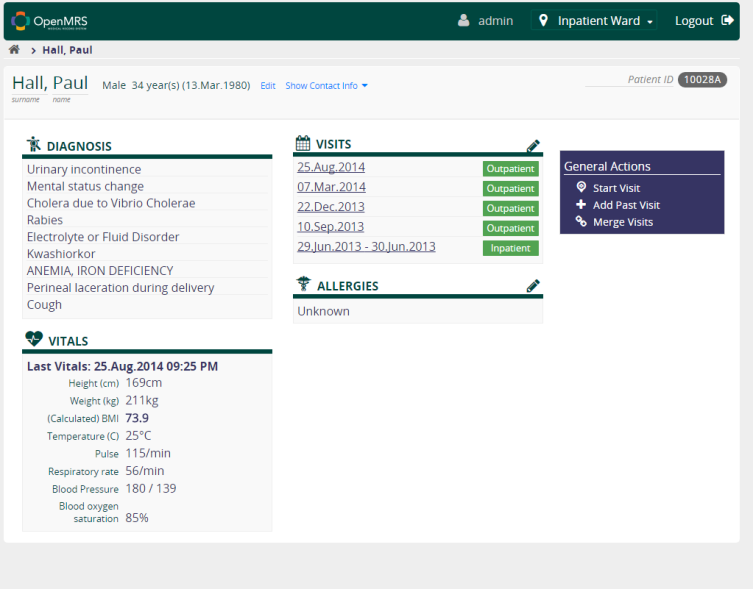 OpenMRS
admin Inpatient Ward Logout
Hall, Paul
Hall, Paul Male 34 year(s) (13.Mar.1980) Edit Show Contact Info Patient ID 10028A
surname name
DIAGNOSIS
Urinary incontinence
Mental status change
Cholera due to Vibrio Cholerae
Rabies
Electrolyte or Fluid Disorder
Kwashiorkor
ANEMIA, IRON DEFICIENCY
Perineal laceration during delivery
Cough
VITALS
Last Vitals: 25.Aug.2014 09:25 PM
Height (cm) 169cm
Weight (kg) 211kg
(Calculated) BMI 73.9
Temperature (C) 25°C
Pulse 115/min
Respiratory rate 56/min
Blood Pressure 180 / 139
Blood oxygen
saturation 85%
VISITS
25.Aug.2014 Outpatient
07.Mar.2014 Outpatient
22.Dec.2013 Outpatient
10.Sep.2013 Outpatient
29.Jun.2013 - 30.Jun.2013 Inpatient
ALLERGIES
Unknown
General Actions
Start Visit
Add Past Visit
Merge Visits